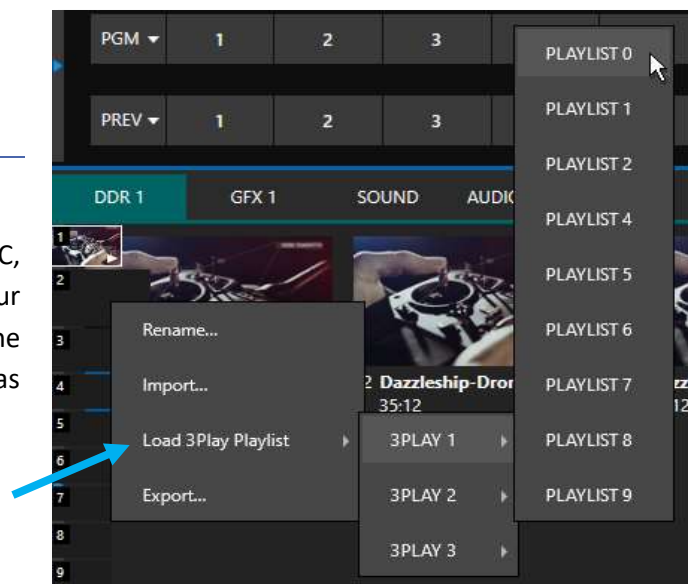 PGM 1 2 3
PREV 1 2 3
DDR 1 GFX 1 SOUND
C,
ur
ne
as
1
2
3
4
5
6
7
8
9
2 Dazzleship-Dron
35:12
zz
12
Rename...
Import...
Load 3Play Playlist
Export...
3PLAY 1
3PLAY 2
3PLAY 3
PLAYLIST 0
PLAYLIST 1
PLAYLIST 2
PLAYLIST 4
PLAYLIST 5
PLAYLIST 6
PLAYLIST 7
PLAYLIST 8
PLAYLIST 9